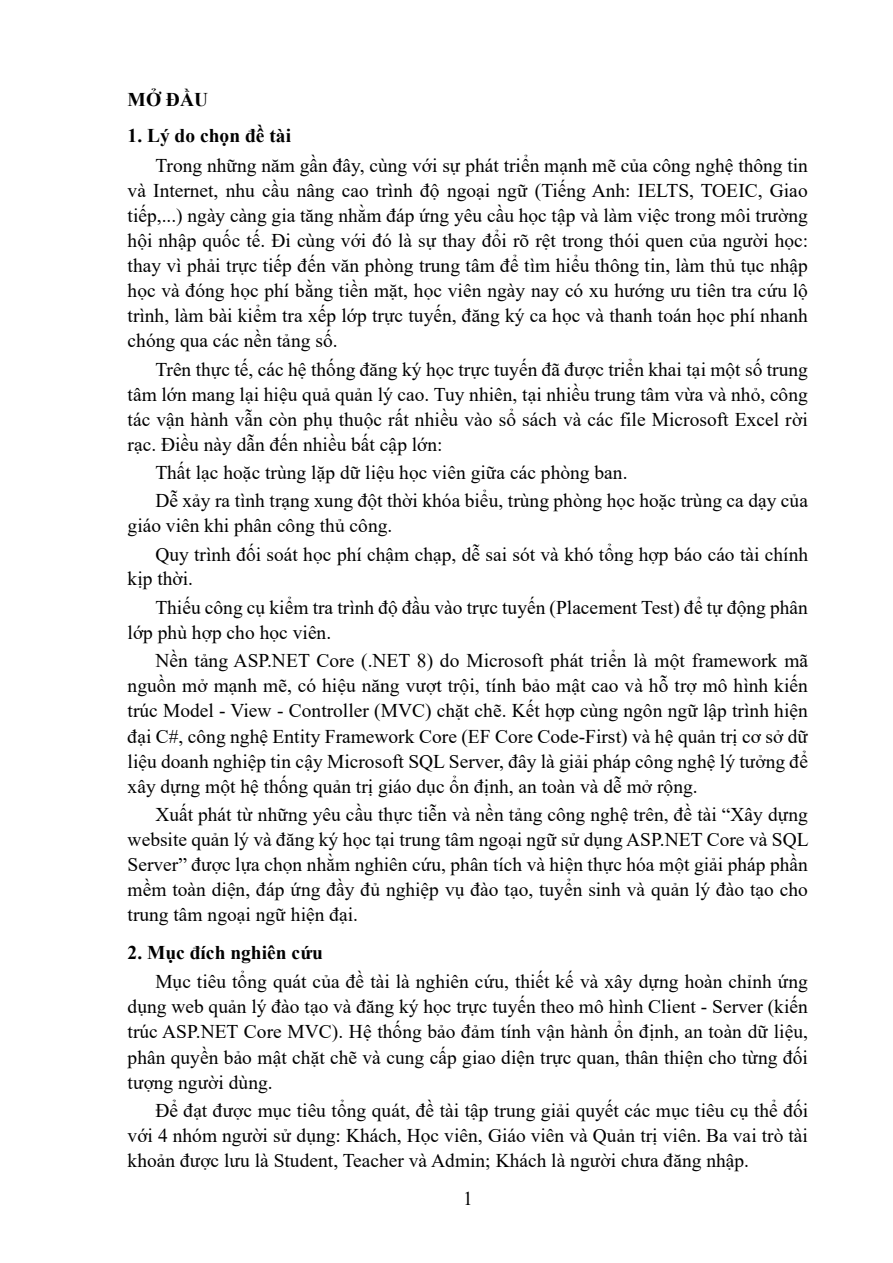 MỞ ĐẦU
1. Lý do chọn đề tài
Trong những năm gần đây, cùng với sự phát triển mạnh mẽ của công nghệ thông tin
và Internet, nhu cầu nâng cao trình độ ngoại ngữ (Tiếng Anh: IELTS, TOEIC, Giao
tiếp,...) ngày càng gia tăng nhằm đáp ứng yêu cầu học tập và làm việc trong môi trường
hội nhập quốc tế. Đi cùng với đó là sự thay đổi rõ rệt trong thói quen của người học:
thay vì phải trực tiếp đến văn phòng trung tâm để tìm hiểu thông tin, làm thủ tục nhập
học và đóng học phí bằng tiền mặt, học viên ngày nay có xu hướng ưu tiên tra cứu lộ
trình, làm bài kiểm tra xếp lớp trực tuyến, đăng ký ca học và thanh toán học phí nhanh
chóng qua các nền tảng số.
Trên thực tế, các hệ thống đăng ký học trực tuyến đã được triển khai tại một số trung
tâm lớn mang lại hiệu quả quản lý cao. Tuy nhiên, tại nhiều trung tâm vừa và nhỏ, công
tác vận hành vẫn còn phụ thuộc rất nhiều vào sổ sách và các file Microsoft Excel rời
rạc. Điều này dẫn đến nhiều bất cập lớn:
Thất lạc hoặc trùng lặp dữ liệu học viên giữa các phòng ban.
Dễ xảy ra tình trạng xung đột thời khóa biểu, trùng phòng học hoặc trùng ca dạy của
giáo viên khi phân công thủ công.
Quy trình đối soát học phí chậm chạp, dễ sai sót và khó tổng hợp báo cáo tài chính
kịp thời.
Thiếu công cụ kiểm tra trình độ đầu vào trực tuyến (Placement Test) để tự động phân
lớp phù hợp cho học viên.
Nền tảng ASP.NET Core (.NET 8) do Microsoft phát triển là một framework mã
nguồn mở mạnh mẽ, có hiệu năng vượt trội, tính bảo mật cao và hỗ trợ mô hình kiến
trúc Model - View - Controller (MVC) chặt chẽ. Kết hợp cùng ngôn ngữ lập trình hiện
đại C#, công nghệ Entity Framework Core (EF Core Code-First) và hệ quản trị cơ sở dữ
liệu doanh nghiệp tin cậy Microsoft SQL Server, đây là giải pháp công nghệ lý tưởng để
xây dựng một hệ thống quản trị giáo dục ổn định, an toàn và dễ mở rộng.
Xuất phát từ những yêu cầu thực tiễn và nền tảng công nghệ trên, đề tài “Xây dựng
website quản lý và đăng ký học tại trung tâm ngoại ngữ sử dụng ASP.NET Core và SQL
Server” được lựa chọn nhằm nghiên cứu, phân tích và hiện thực hóa một giải pháp phần
mềm toàn diện, đáp ứng đầy đủ nghiệp vụ đào tạo, tuyển sinh và quản lý đào tạo cho
trung tâm ngoại ngữ hiện đại.
2. Mục đích nghiên cứu
Mục tiêu tổng quát của đề tài là nghiên cứu, thiết kế và xây dựng hoàn chỉnh ứng
dụng web quản lý đào tạo và đăng ký học trực tuyến theo mô hình Client - Server (kiến
trúc ASP.NET Core MVC). Hệ thống bảo đảm tính vận hành ổn định, an toàn dữ liệu,
phân quyền bảo mật chặt chẽ và cung cấp giao diện trực quan, thân thiện cho từng đối
tượng người dùng.
Để đạt được mục tiêu tổng quát, đề tài tập trung giải quyết các mục tiêu cụ thể đối
với 4 nhóm người sử dụng: Khách, Học viên, Giáo viên và Quản trị viên. Ba vai trò tài
khoản được lưu là Student, Teacher và Admin; Khách là người chưa đăng nhập.
1